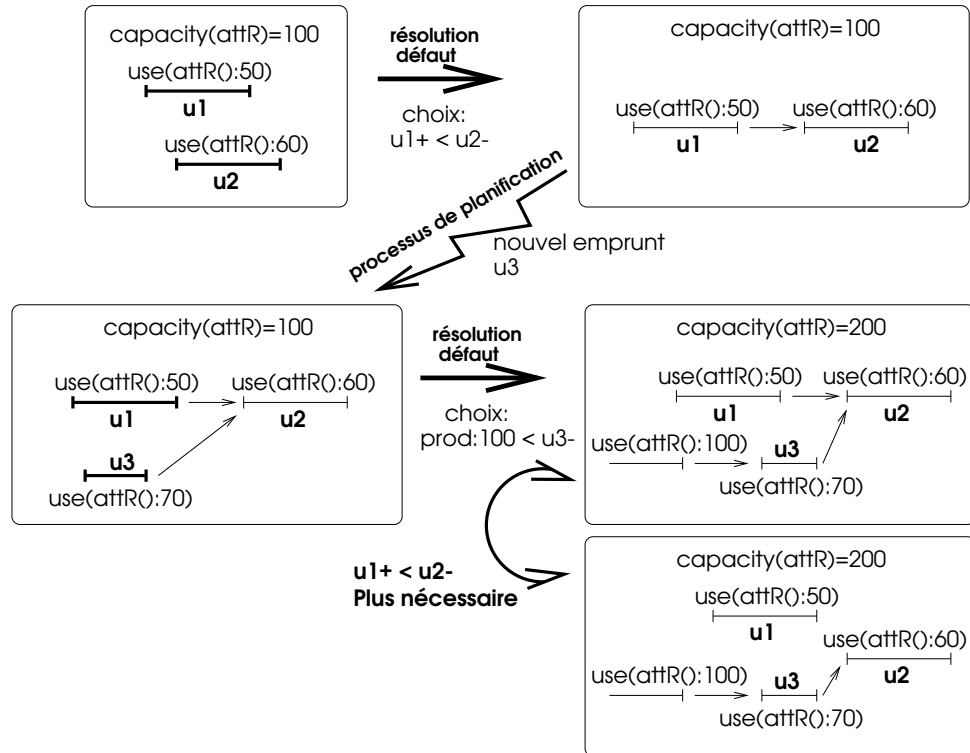 capacity(attR)=100
use(attR():50)
u1
use(attR():60)
u2
résolution
défaut
choix:
u1+ < u2-
capacity(attR)=100
use(attR():50)
u1
use(attR():60)
u2
processus de planification
nouvel emprunt
u3
capacity(attR)=100
use(attR():50)
u1
use(attR():60)
u2
u3
use(attR():70)
résolution
défaut
choix:
prod:100 < u3-
capacity(attR)=200
use(attR():50)
u1
use(attR():60)
u2
use(attR():100)
u3
use(attR():70)
u1+ < u2-
Plus nécessaire
capacity(attR)=200
use(attR():50)
u1
use(attR():60)
u2
use(attR():100)
u3
use(attR():70)